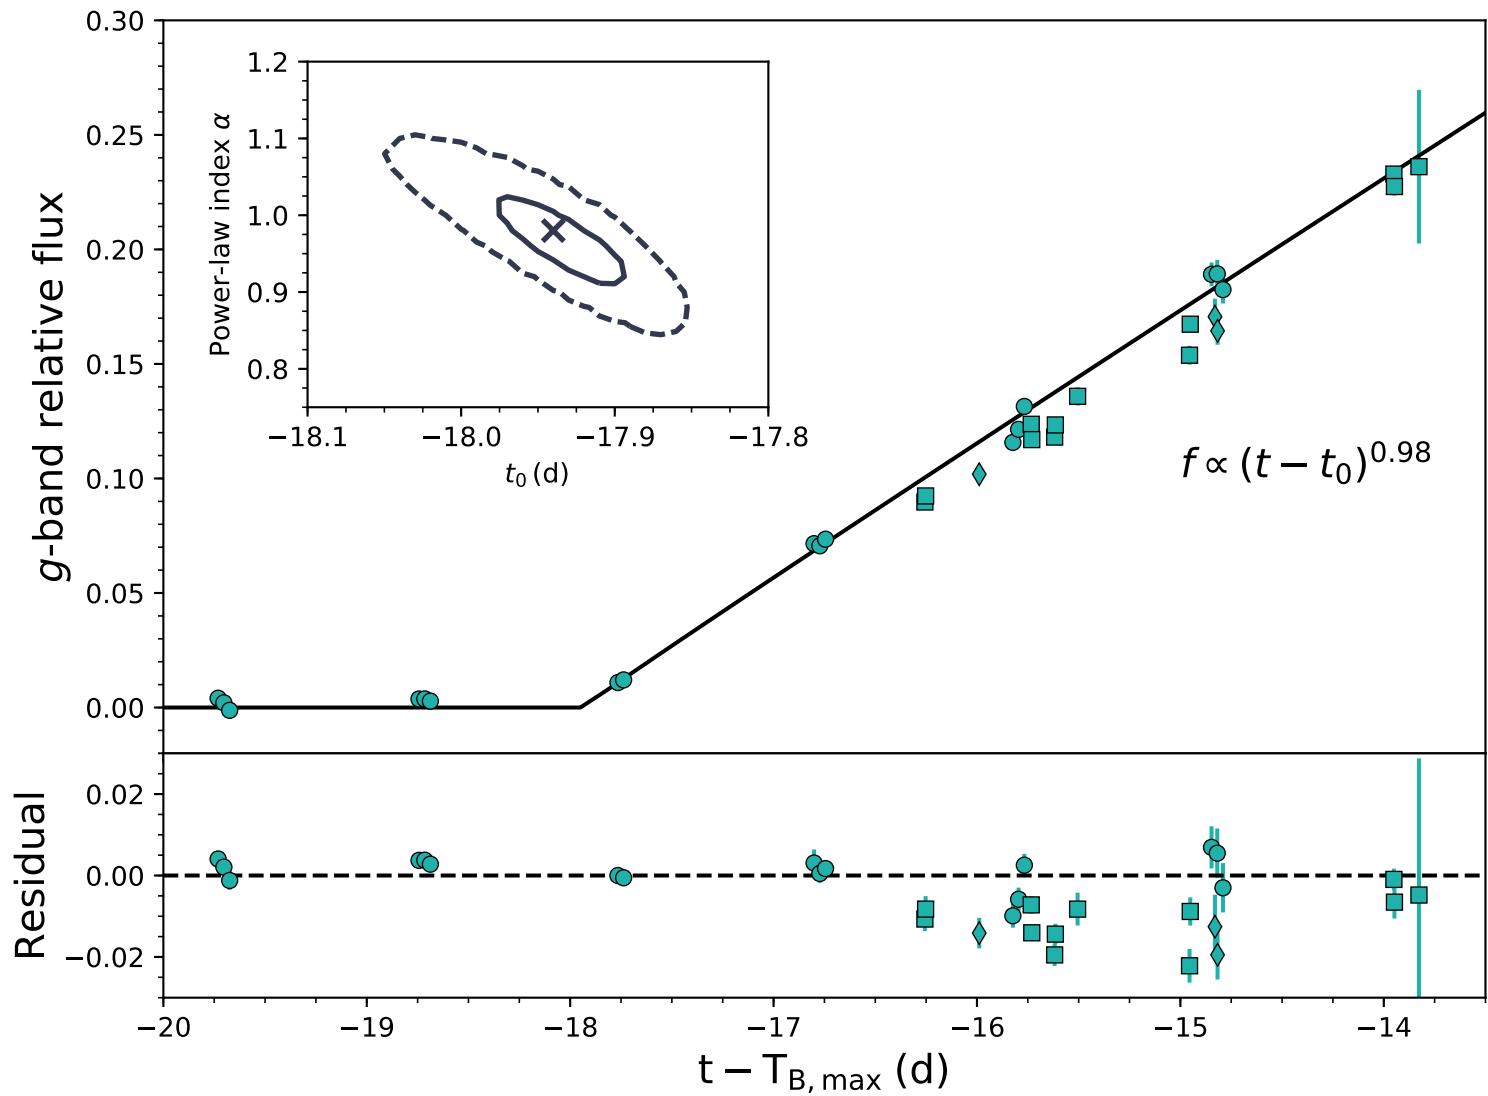 0.30
0.25
0.20
0.15
0.10
0.05
0.00
g-band relative flux
1.2
1.1
1.0
0.9
0.8
Power-law index α
−18.1 −18.0 −17.9 −17.8
t₀ (d)
f ∝ (t − t₀)^0.98
0.02
0.00
−0.02
Residual
−20 −19 −18 −17 −16 −15 −14
t − T_B, max (d)